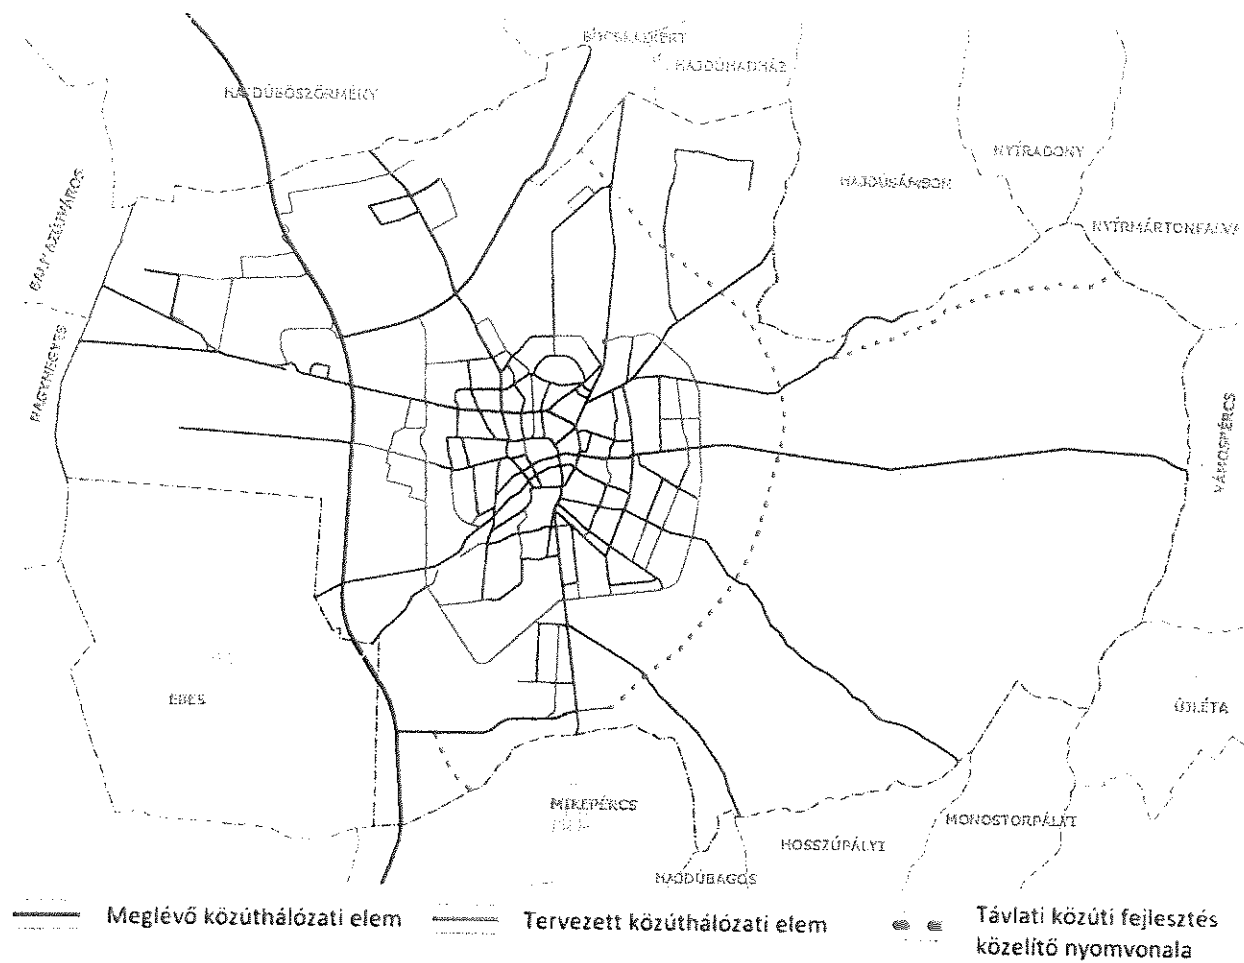 BOCSKAIKERT
HAJDÚHADHÁZ
HAJDÚBÖSZÖRMÉNY
NYÍRADONY
HAJDÚSÁMSON
BALMAZÚJVÁROS
NYÍRMÁRTONFALVA
NAGYHEGYES
VÁMOSPÉRCS
EBES
ÚJLÉTA
MIKEPÉRCS
MONOSTORPÁLYI
HOSSZÚPÁLYI
HAJDÚBAGOS
Meglévő közúthálózati elem
Tervezett közúthálózati elem
Távlati közúti fejlesztés
közelítő nyomvonala